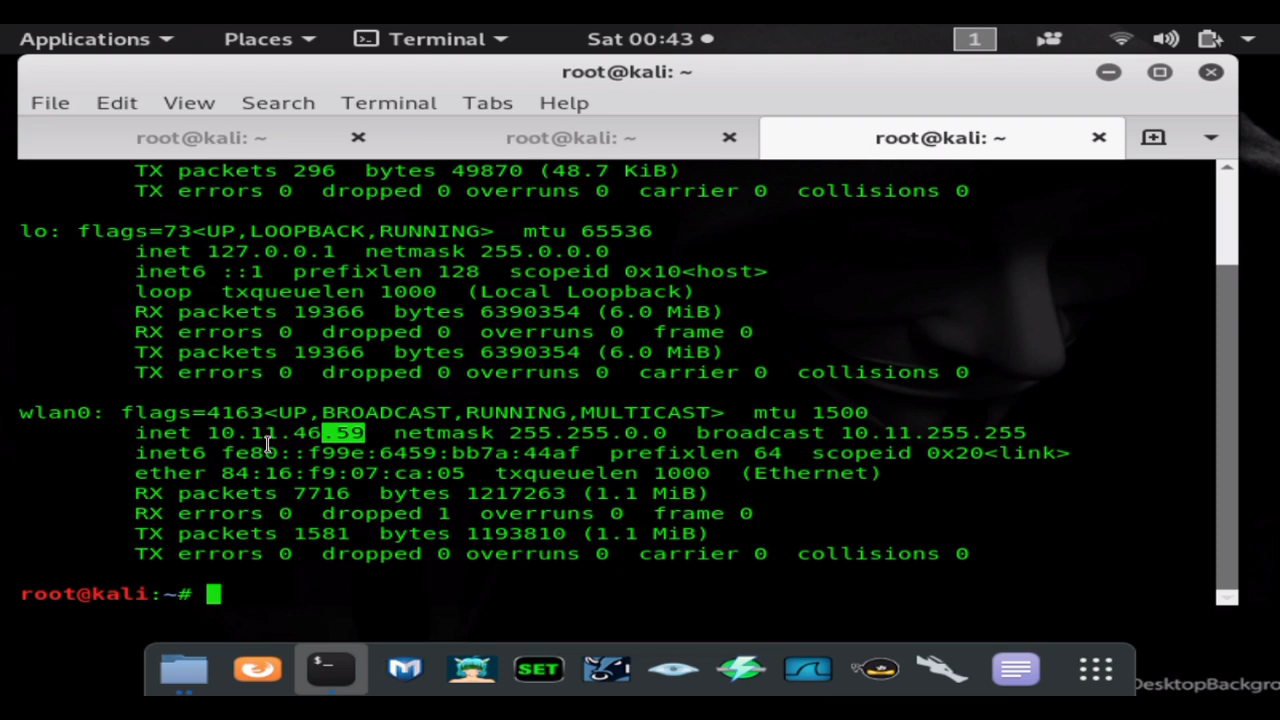 Applications Places Terminal Sat 00:43 1
root@kali: ~
File Edit View Search Terminal Tabs Help
root@kali: ~ root@kali: ~ root@kali: ~
TX packets 296  bytes 49870 (48.7 KiB)
TX errors 0  dropped 0 overruns 0  carrier 0  collisions 0
lo: flags=73<UP,LOOPBACK,RUNNING>  mtu 65536
inet 127.0.0.1  netmask 255.0.0.0
inet6 ::1  prefixlen 128  scopeid 0x10<host>
loop  txqueuelen 1000  (Local Loopback)
RX packets 19366  bytes 6390354 (6.0 MiB)
RX errors 0  dropped 0  overruns 0  frame 0
TX packets 19366  bytes 6390354 (6.0 MiB)
TX errors 0  dropped 0 overruns 0  carrier 0  collisions 0
wlan0: flags=4163<UP,BROADCAST,RUNNING,MULTICAST>  mtu 1500
inet 10.11.46.59  netmask 255.255.0.0  broadcast 10.11.255.255
inet6 fe80::f99e:6459:bb7a:44af  prefixlen 64  scopeid 0x20<link>
ether 84:16:f9:07:ca:05  txqueuelen 1000  (Ethernet)
RX packets 7716  bytes 1217263 (1.1 MiB)
RX errors 0  dropped 1  overruns 0  frame 0
TX packets 1581  bytes 1193810 (1.1 MiB)
TX errors 0  dropped 0 overruns 0  carrier 0  collisions 0
root@kali:~#
$_ SET